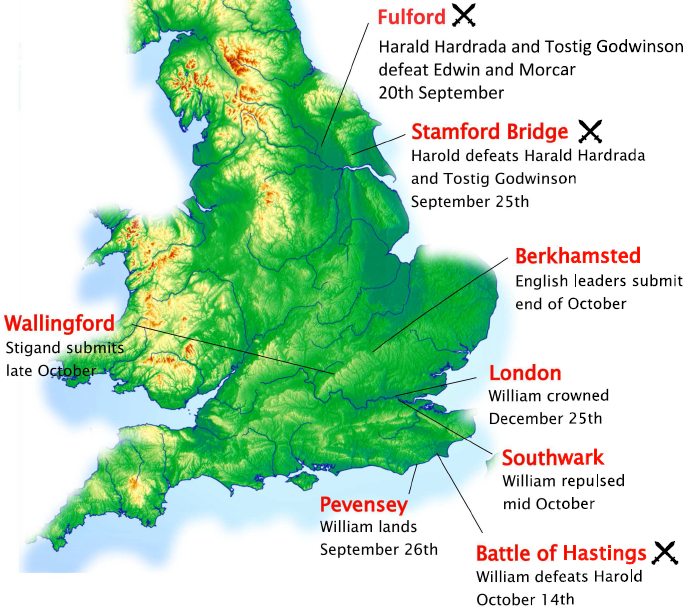 Fulford
Harald Hardrada and Tostig Godwinson
defeat Edwin and Morcar
20th September
Stamford Bridge
Harold defeats Harald Hardrada
and Tostig Godwinson
September 25th
Berkhamsted
English leaders submit
end of October
Wallingford
Stigand submits
late October
London
William crowned
December 25th
Southwark
William repulsed
mid October
Pevensey
William lands
September 26th
Battle of Hastings
William defeats Harold
October 14th